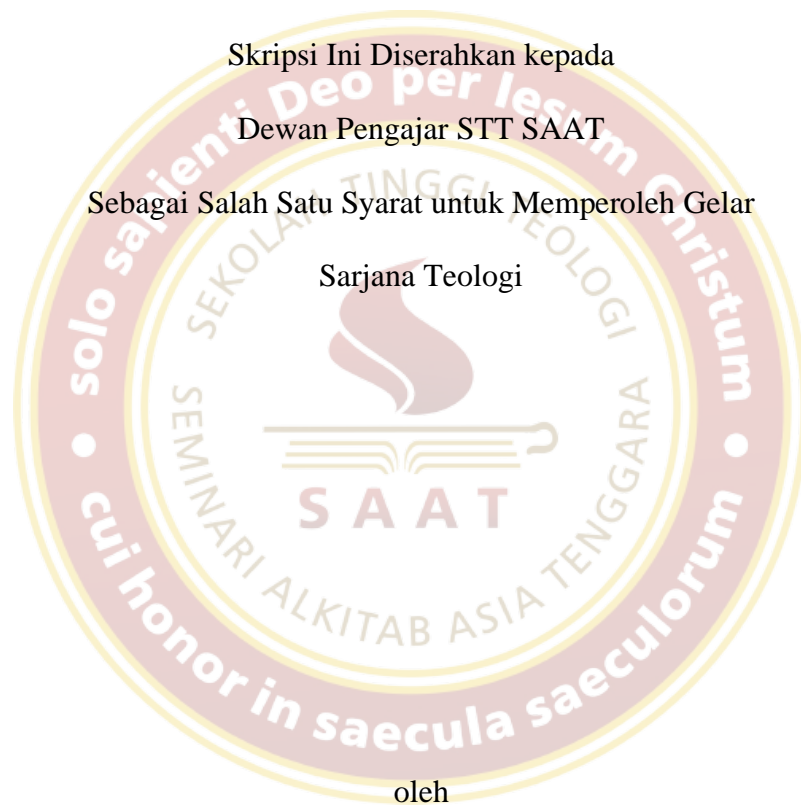 Skripsi Ini Diserahkan kepada
Dewan Pengajar STT SAAT
Sebagai Salah Satu Syarat untuk Memperoleh Gelar
Sarjana Teologi
oleh
solo sapienti Deo per Iesum Christum
cui honor in saecula saeculorum
SEKOLAH TINGGI TEOLOGI
SEMINARI ALKITAB ASIA TENGGARA
SAAT